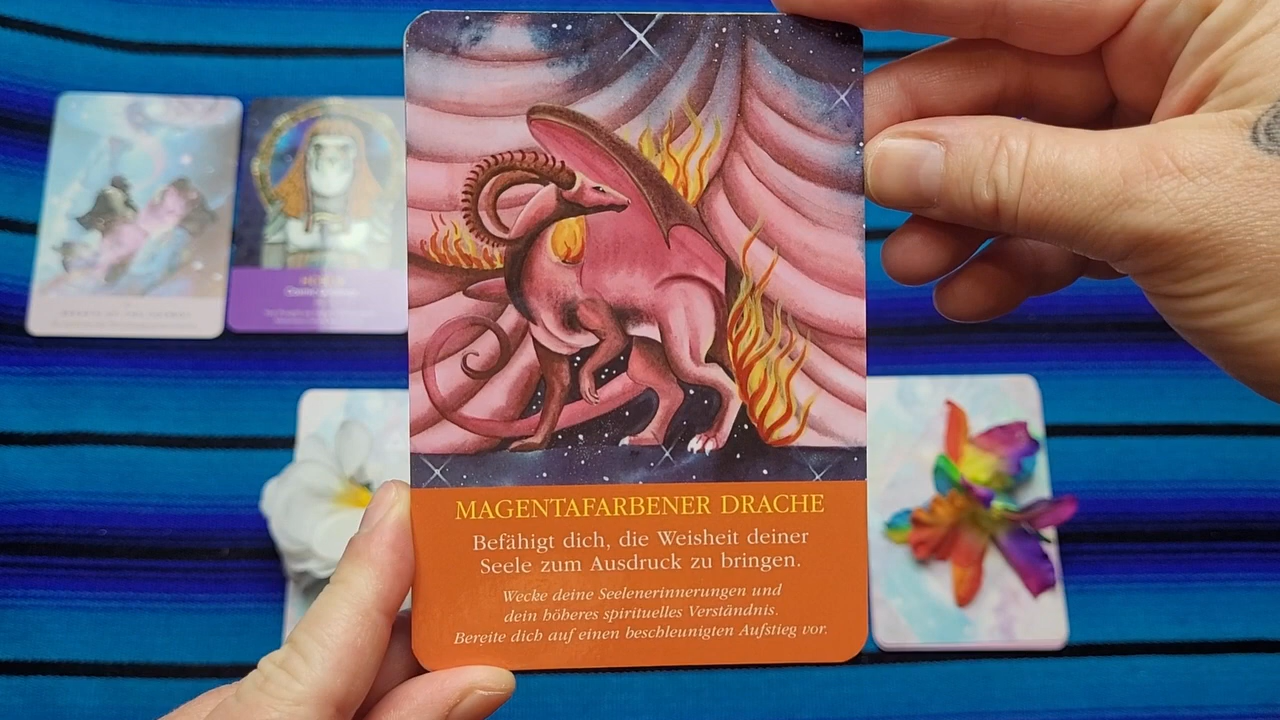 MAGENTAFARBENER DRACHE
Befähigt dich, die Weisheit deiner
Seele zum Ausdruck zu bringen.
Wecke deine Seelenerinnerungen und
dein höheres spirituelles Verständnis.
Bereite dich auf einen beschleunigten Aufstieg vor.